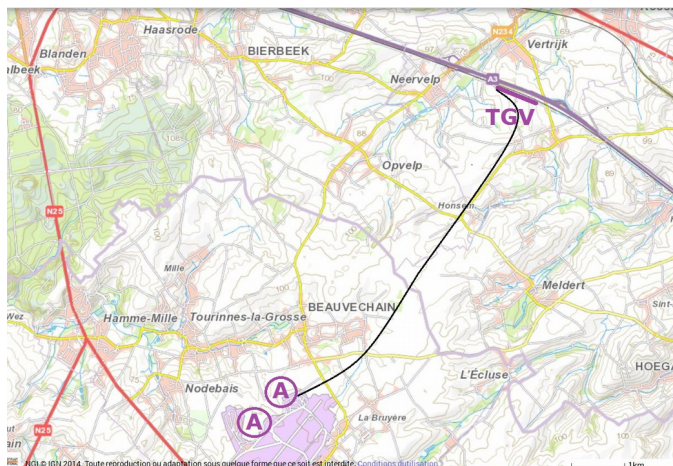 Haasrode
Blanden
BIERBEEK
N234
Vertrijk
Neervelp
A3
TGV
Opvelp
Honsem
N25
Mille
Meldert
BEAUVECHAIN
Hamme-Mille
Tourinnes-la-Grosse
L'Écluse
Nodebais
A
A
La Bruyère
N25
NGI © IGN 2014. Toute reproduction ou adaptation sous quelque forme que ce soit est interdite. Conditions d'utilisation
1km